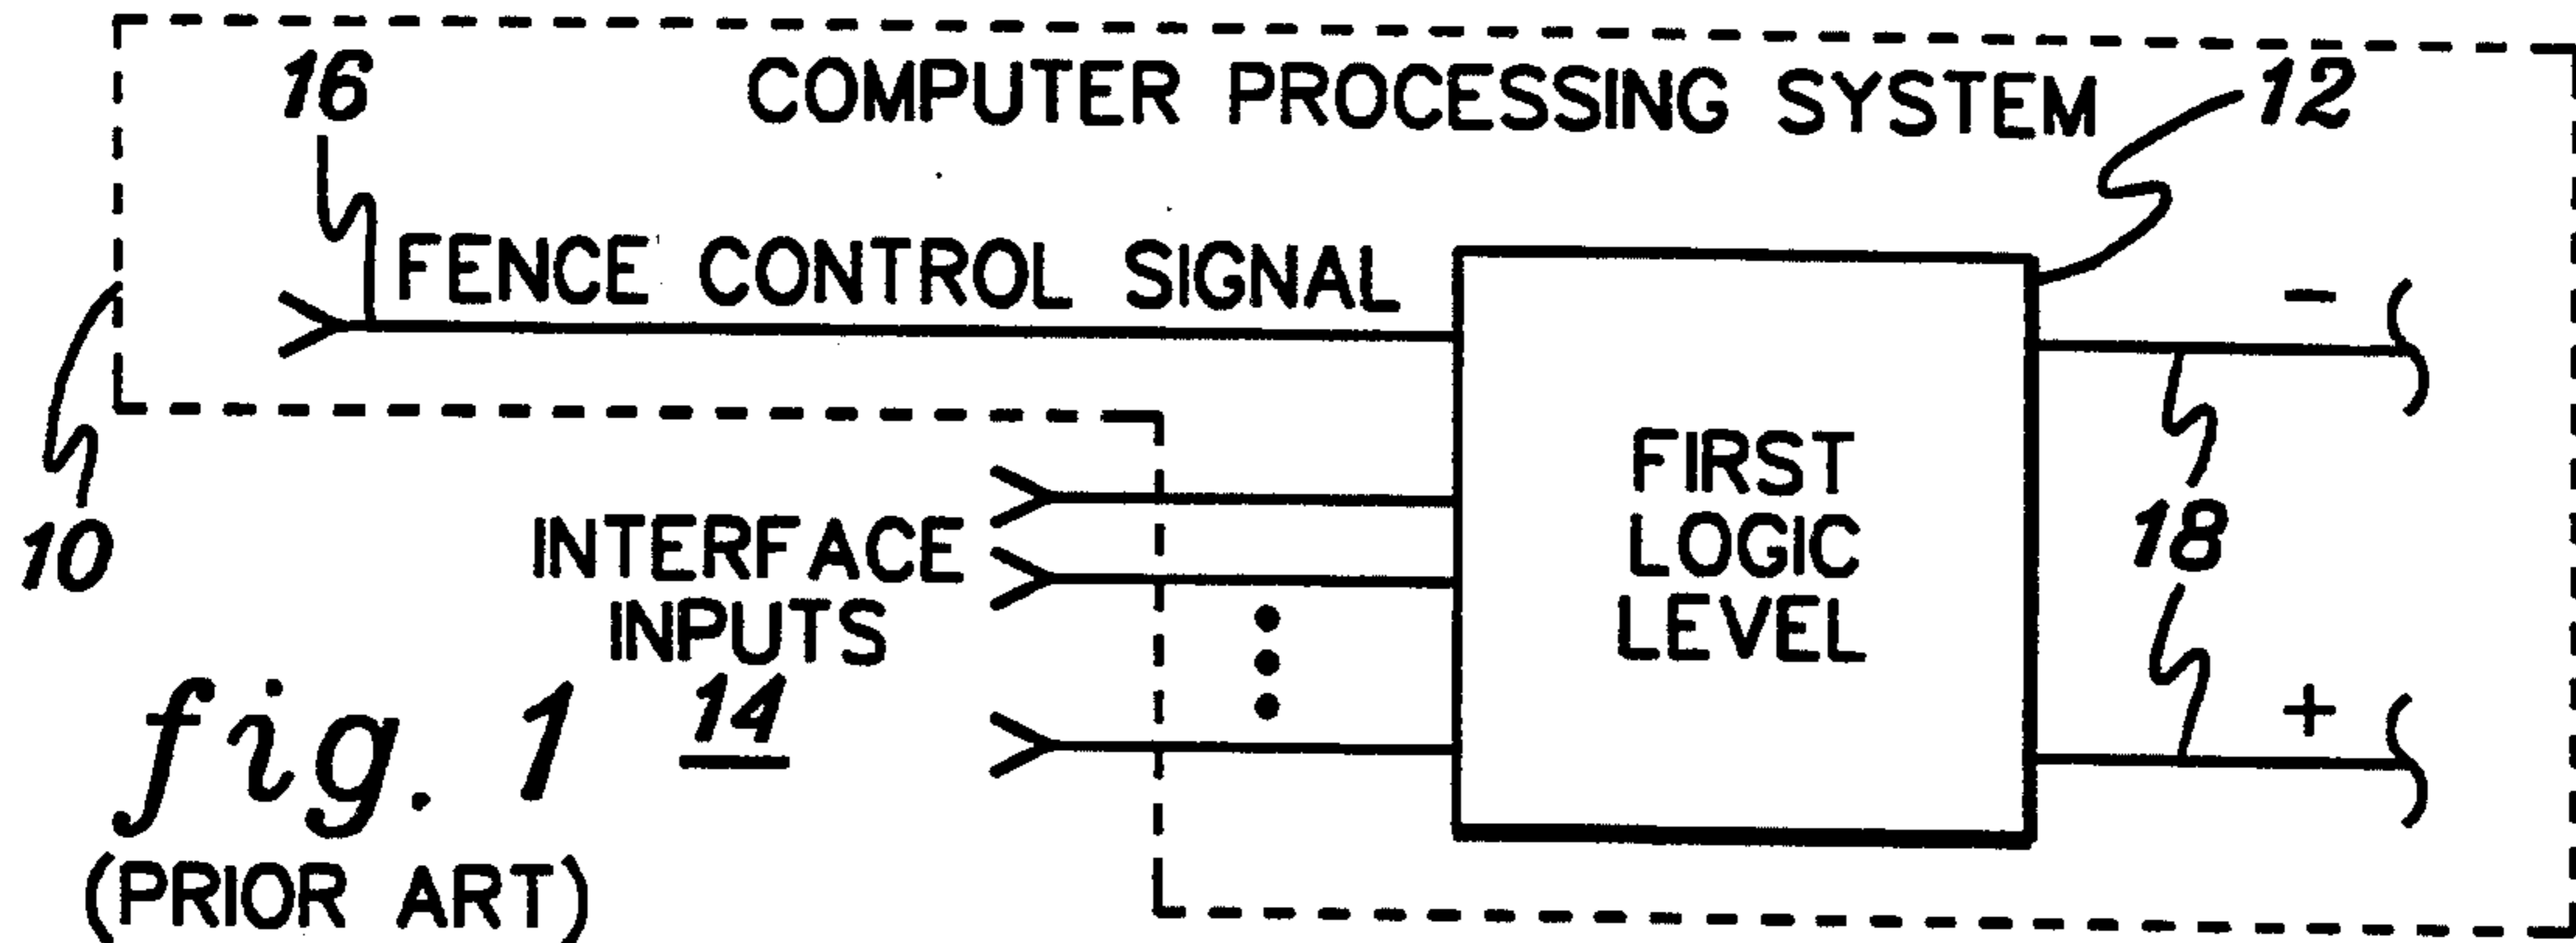 COMPUTER PROCESSING SYSTEM
12
16
FENCE CONTROL SIGNAL
-
10
FIRST
LOGIC
LEVEL
INTERFACE
INPUTS
14
18
+
fig. 1
(PRIOR ART)